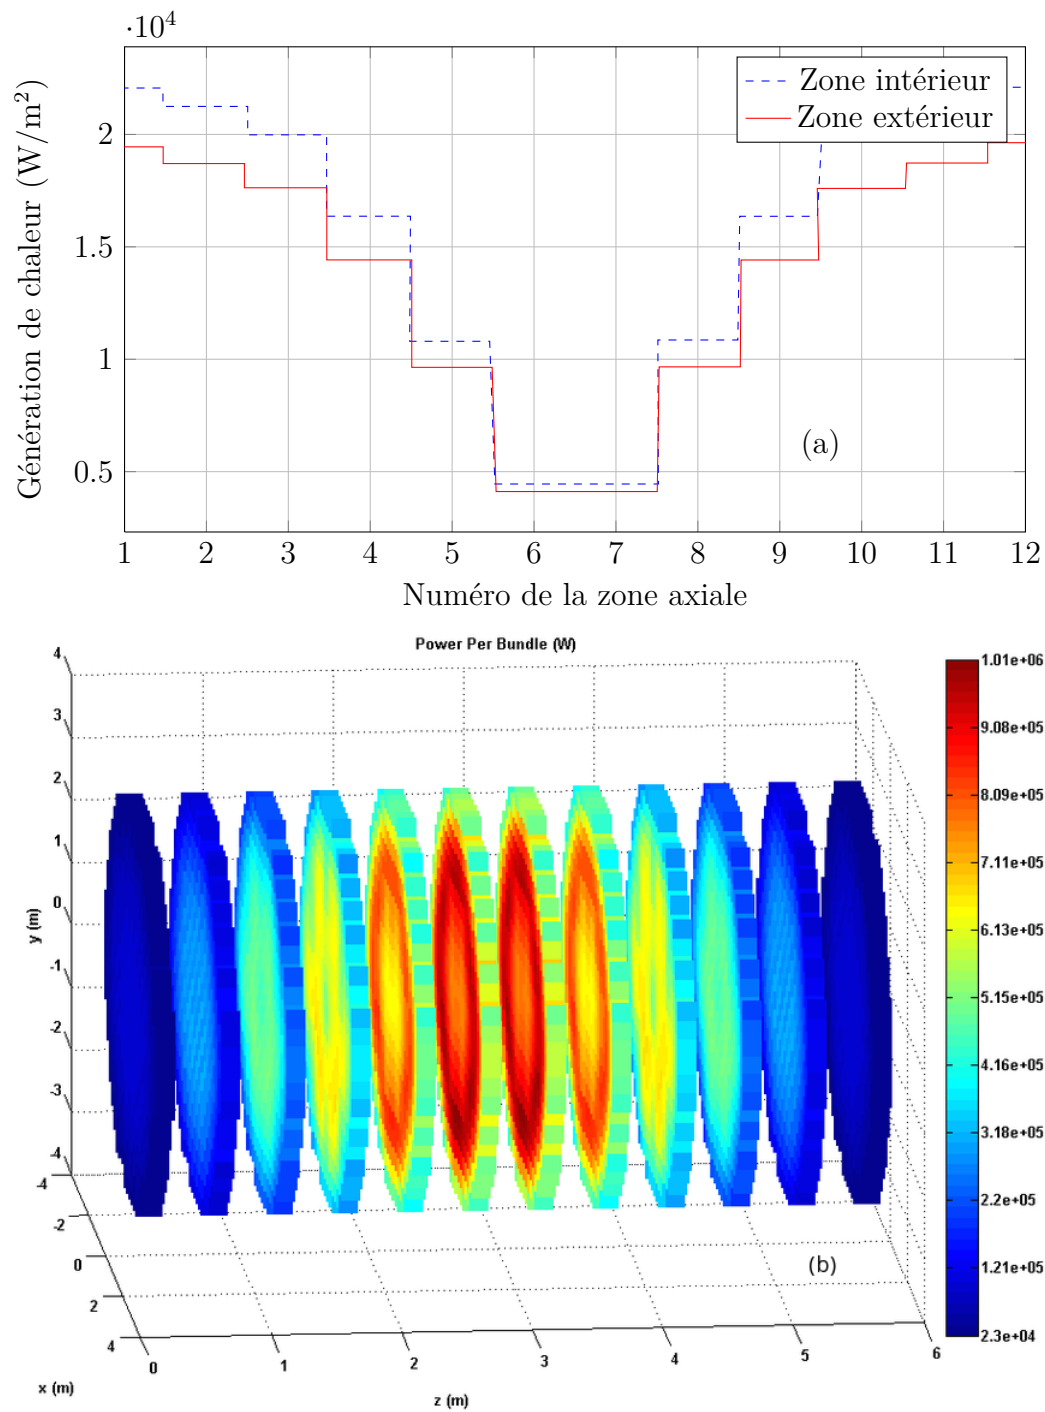 ·10⁴
Zone intérieur
Zone extérieur
Génération de chaleur (W/m²)
2
1.5
1
0.5
(a)
1 2 3 4 5 6 7 8 9 10 11 12
Numéro de la zone axiale
Power Per Bundle (W)
4
3
2
1
0
-1
-2
-3
-4
y (m)
-4
-2
0
2
4
x (m)
0 1 2 3 4 5 6
z (m)
(b)
1.01e+06
9.08e+05
8.09e+05
7.11e+05
6.13e+05
5.15e+05
4.16e+05
3.18e+05
2.2e+05
1.21e+05
2.3e+04